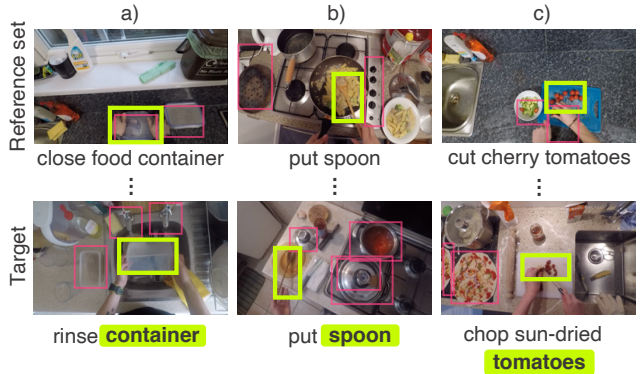 a) b) c)
Reference set
close food container put spoon cut cherry tomatoes
⋮ ⋮ ⋮
Target
rinse container put spoon chop sun-dried
tomatoes